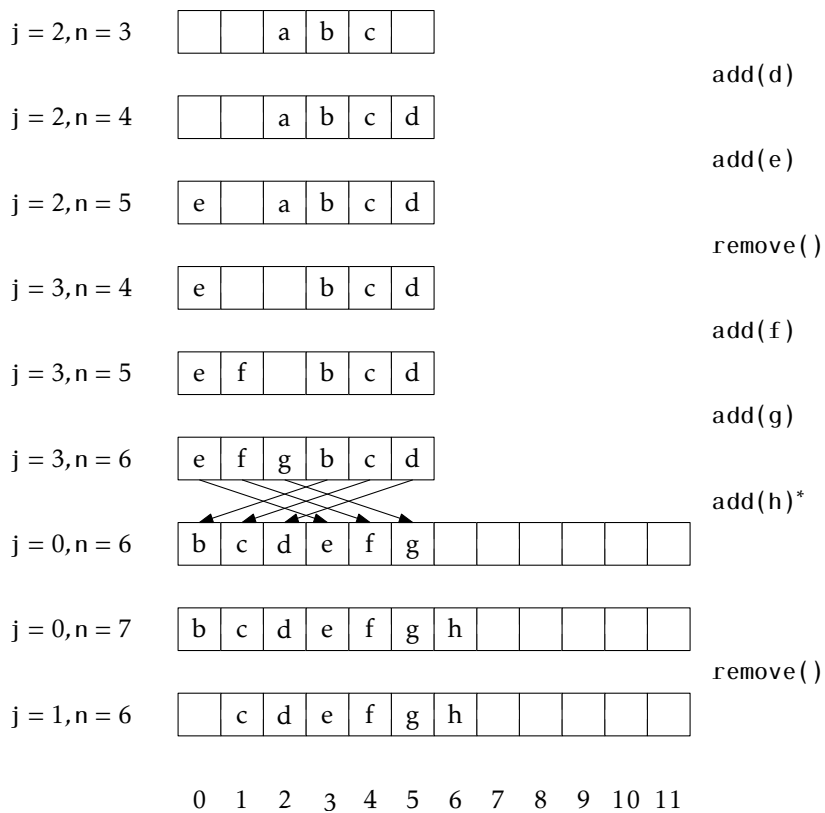 j = 2, n = 3 a b c
add(d)
j = 2, n = 4 a b c d
add(e)
j = 2, n = 5 e a b c d
remove()
j = 3, n = 4 e b c d
add(f)
j = 3, n = 5 e f b c d
add(g)
j = 3, n = 6 e f g b c d
add(h)*
j = 0, n = 6 b c d e f g
j = 0, n = 7 b c d e f g h
remove()
j = 1, n = 6 c d e f g h
0 1 2 3 4 5 6 7 8 9 10 11